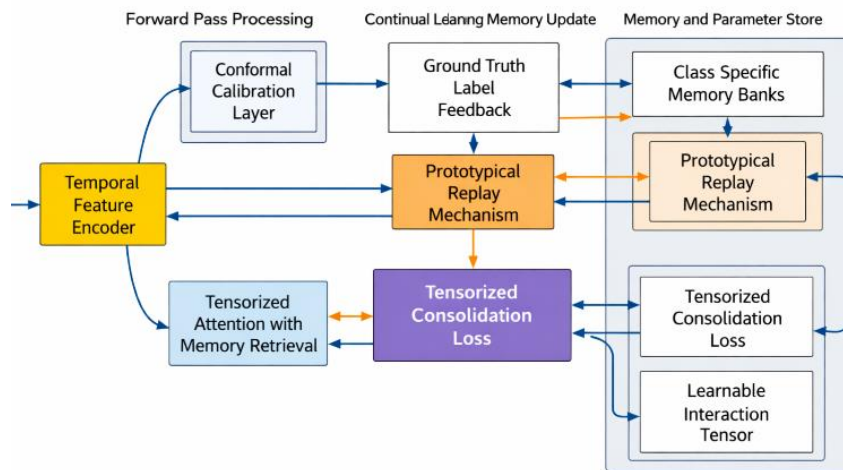 Forward Pass Processing
Continual Leaning Memory Update
Memory and Parameter Store
Conformal
Calibration
Layer
Ground Truth
Label
Feedback
Class Specific
Memory Banks
Temporal
Feature
Encoder
Prototypical
Replay
Mechanism
Prototypical
Replay
Mechanism
Tensorized
Attention with
Memory Retrieval
Tensorized
Consolidation
Loss
Tensorized
Consolidation
Loss
Learnable
Interaction
Tensor